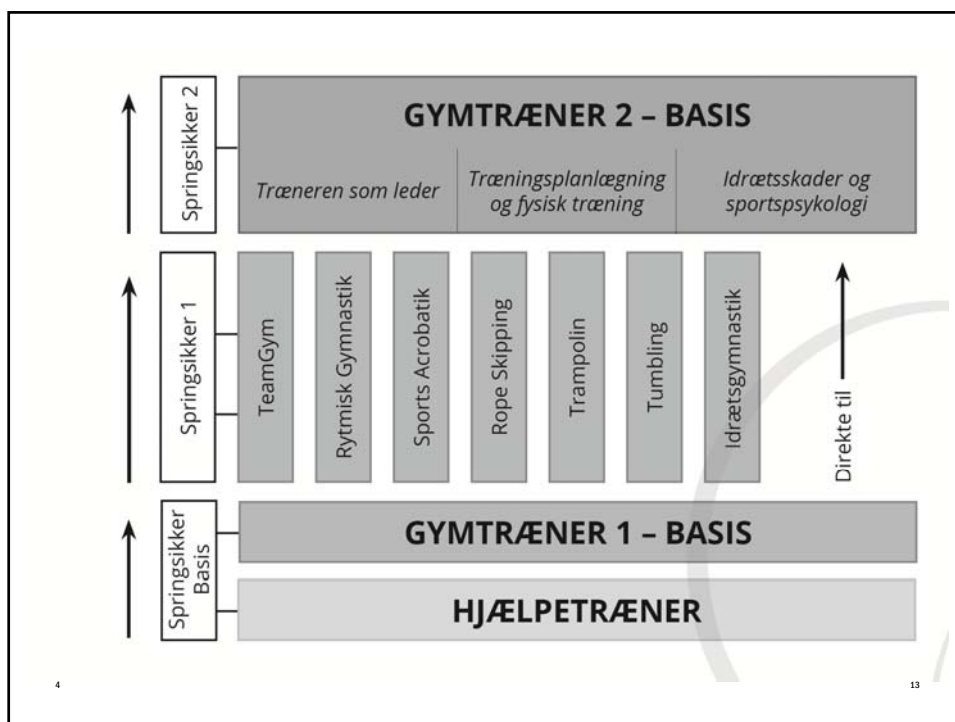 Springsikker 2
GYMTRÆNER 2 – BASIS
Træneren som leder
Træningsplanlægning
og fysisk træning
Idrætsskader og
sportspsykologi
Springsikker 1
TeamGym
Rytmisk Gymnastik
Sports Acrobatik
Rope Skipping
Trampolin
Tumbling
Idrætsgymnastik
Direkte til
Springsikker
Basis
GYMTRÆNER 1 – BASIS
HJÆLPETRÆNER
4
13